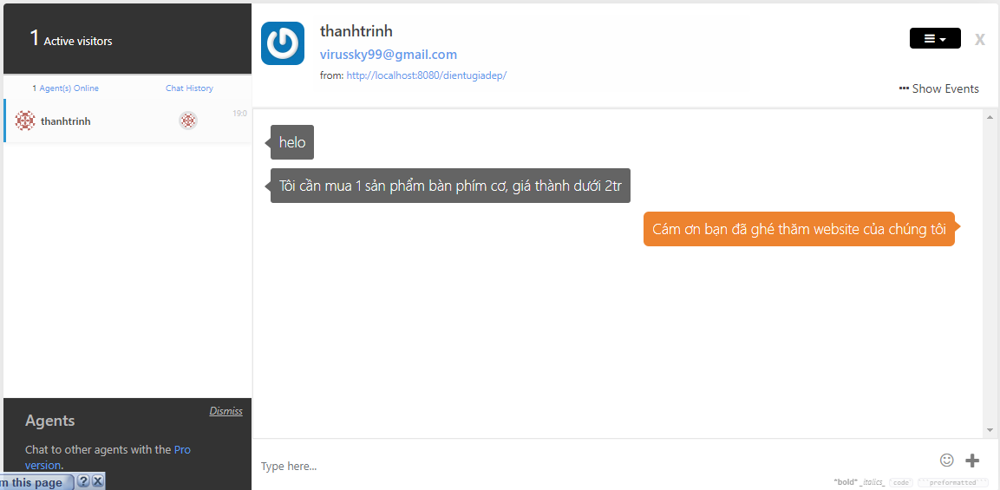 1 Active visitors
1 Agent(s) Online
Chat History
thanhtrinh
19:0
Agents
Dismiss
Chat to other agents with the Pro
version.
m this page
thanhtrinh
virussky99@gmail.com
from: http://localhost:8080/dientugiadep/
X
Show Events
helo
Tôi cần mua 1 sản phẩm bàn phím cơ, giá thành dưới 2tr
Cám ơn bạn đã ghé thăm website của chúng tôi
Type here...
*bold* _italics_ `code` ```preformatted```